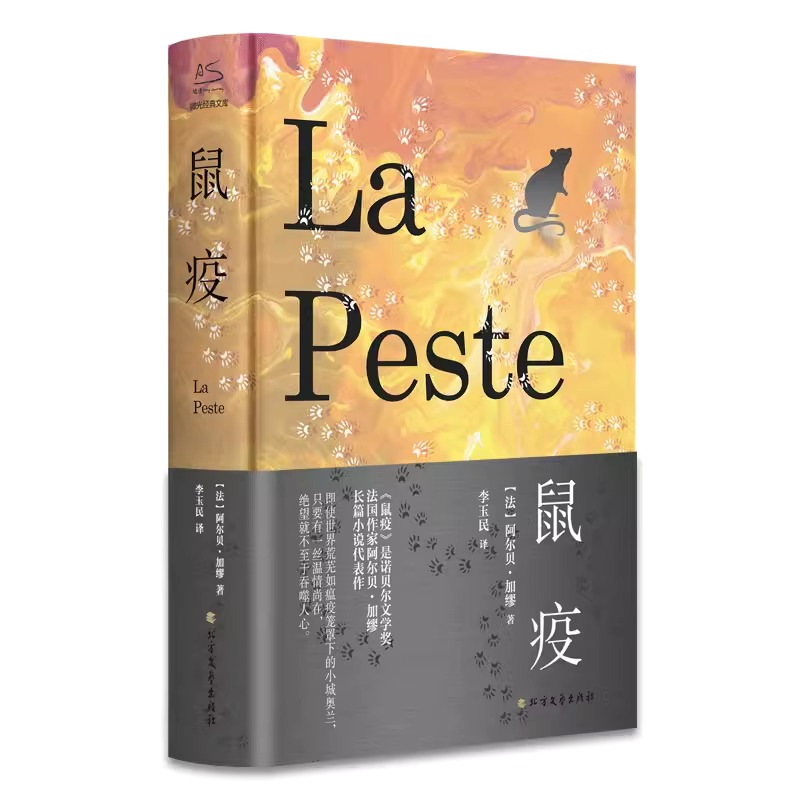 AS
鼠疫
La
Peste
【法】阿尔贝·加缪 著
李玉民 译
北方文艺出版社
La
Peste
鼠疫
【法】阿尔贝·加缪 著
李玉民 译
《鼠疫》是诺贝尔文学奖
法国作家阿尔贝·加缪
长篇小说代表作
即使世界荒芜如瘟疫笼罩下的小城奥兰，
只要有一丝温情尚在，
绝望就不至于吞噬人心。
北方文艺出版社